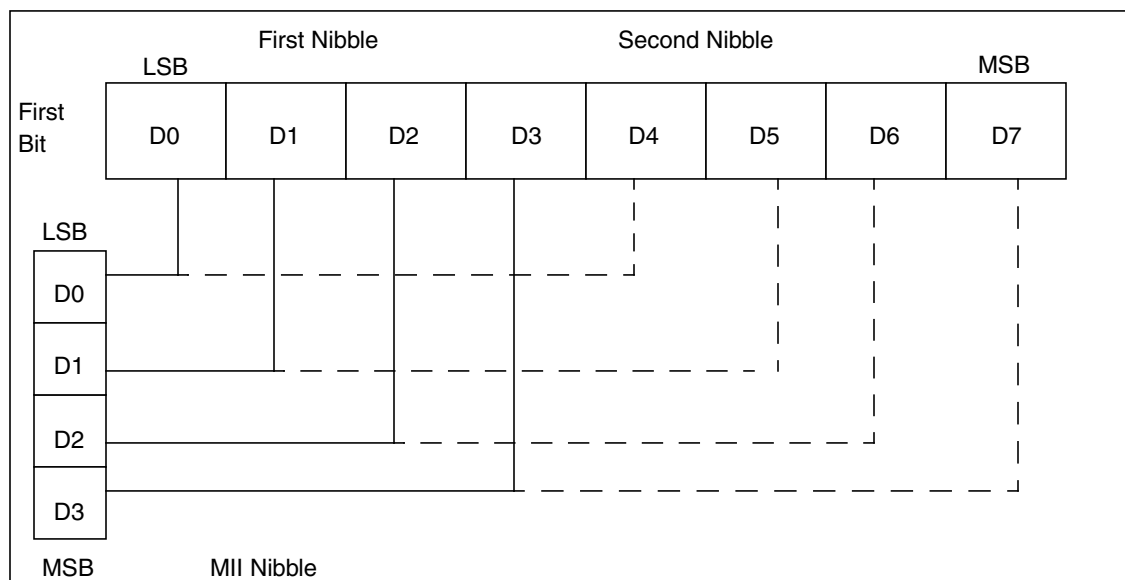 First Nibble Second Nibble
LSB MSB
First
Bit
D0 D1 D2 D3 D4 D5 D6 D7
LSB
D0
D1
D2
D3
MSB MII Nibble